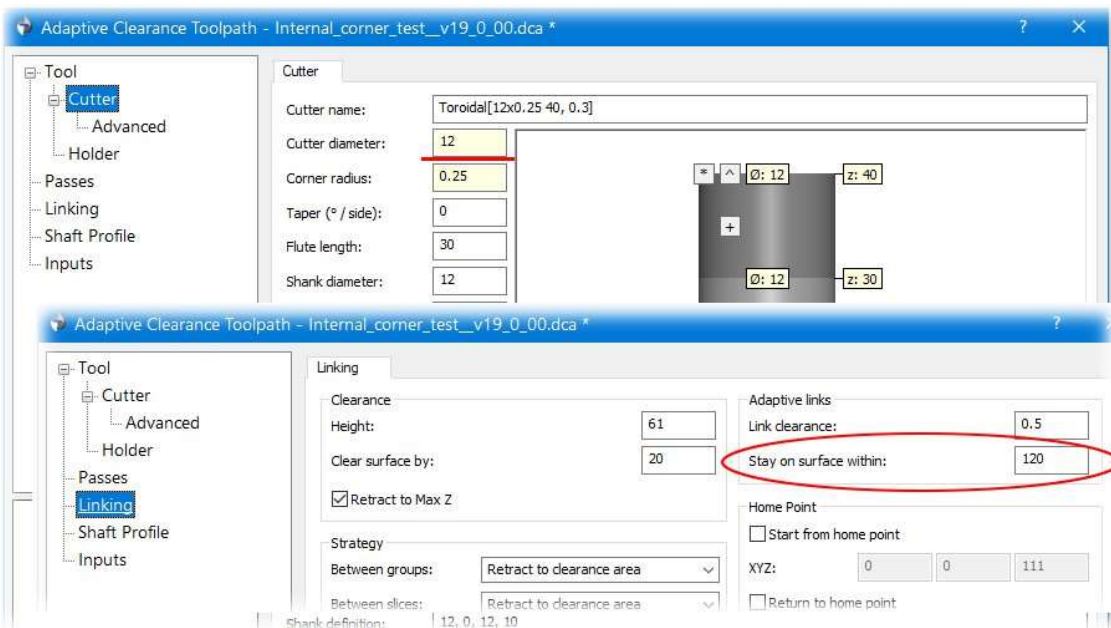 Adaptive Clearance Toolpath - Internal_corner_test__v19_0_00.dca * ? ×
Tool
Cutter
Advanced
Holder
Passes
Linking
Shaft Profile
Inputs
Cutter
Cutter name: Toroidal[12x0.25 40, 0.3]
Cutter diameter: 12
Corner radius: 0.25
Taper (° / side): 0
Flute length: 30
Shank diameter: 12
* ^ Ø: 12 z: 40
+
Ø: 12 z: 30
Adaptive Clearance Toolpath - Internal_corner_test__v19_0_00.dca * ?
Tool
Cutter
Advanced
Holder
Passes
Linking
Shaft Profile
Inputs
Linking
Clearance
Height: 61
Clear surface by: 20
Retract to Max Z
Strategy
Between groups: Retract to clearance area
Between slices: Retract to clearance area
Adaptive links
Link clearance: 0.5
Stay on surface within: 120
Home Point
Start from home point
XYZ: 0 0 111
Return to home point
Shank definition: 12, 0, 12, 10